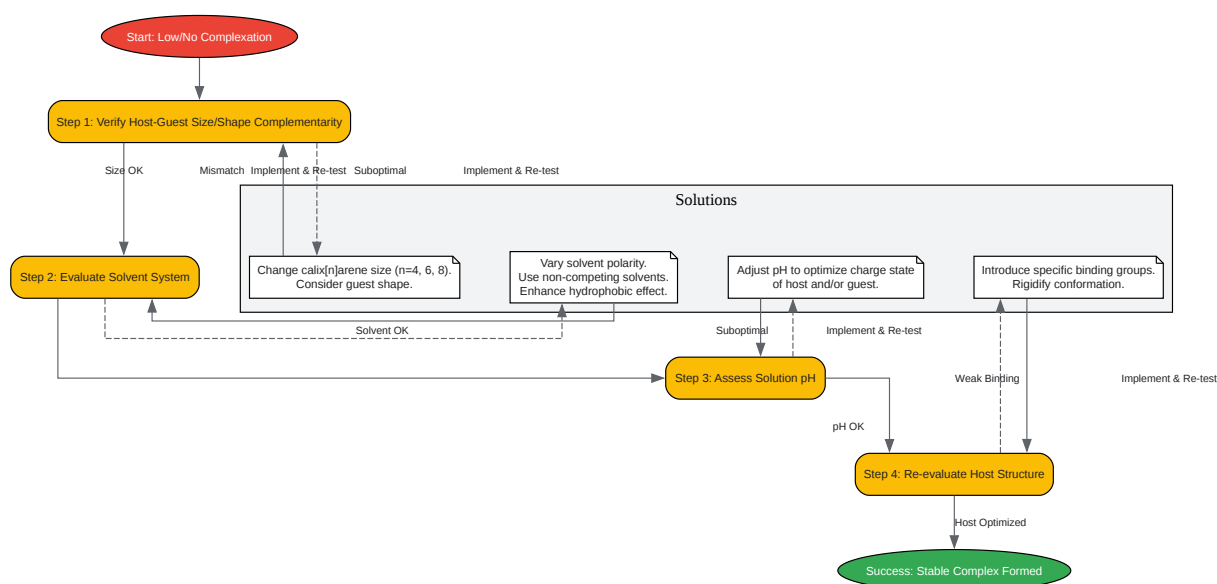 Start: Low/No Complexation
Step 1: Verify Host-Guest Size/Shape Complementarity
Size OK
Mismatch
Implement & Re-test
Suboptimal
Implement & Re-test
Solutions
Step 2: Evaluate Solvent System
Change calix[n]arene size (n=4, 6, 8).
Consider guest shape.
Vary solvent polarity.
Use non-competing solvents.
Enhance hydrophobic effect.
Adjust pH to optimize charge state
of host and/or guest.
Introduce specific binding groups.
Rigidify conformation.
Solvent OK
Suboptimal
Implement & Re-test
Step 3: Assess Solution pH
Weak Binding
Implement & Re-test
pH OK
Step 4: Re-evaluate Host Structure
Host Optimized
Success: Stable Complex Formed